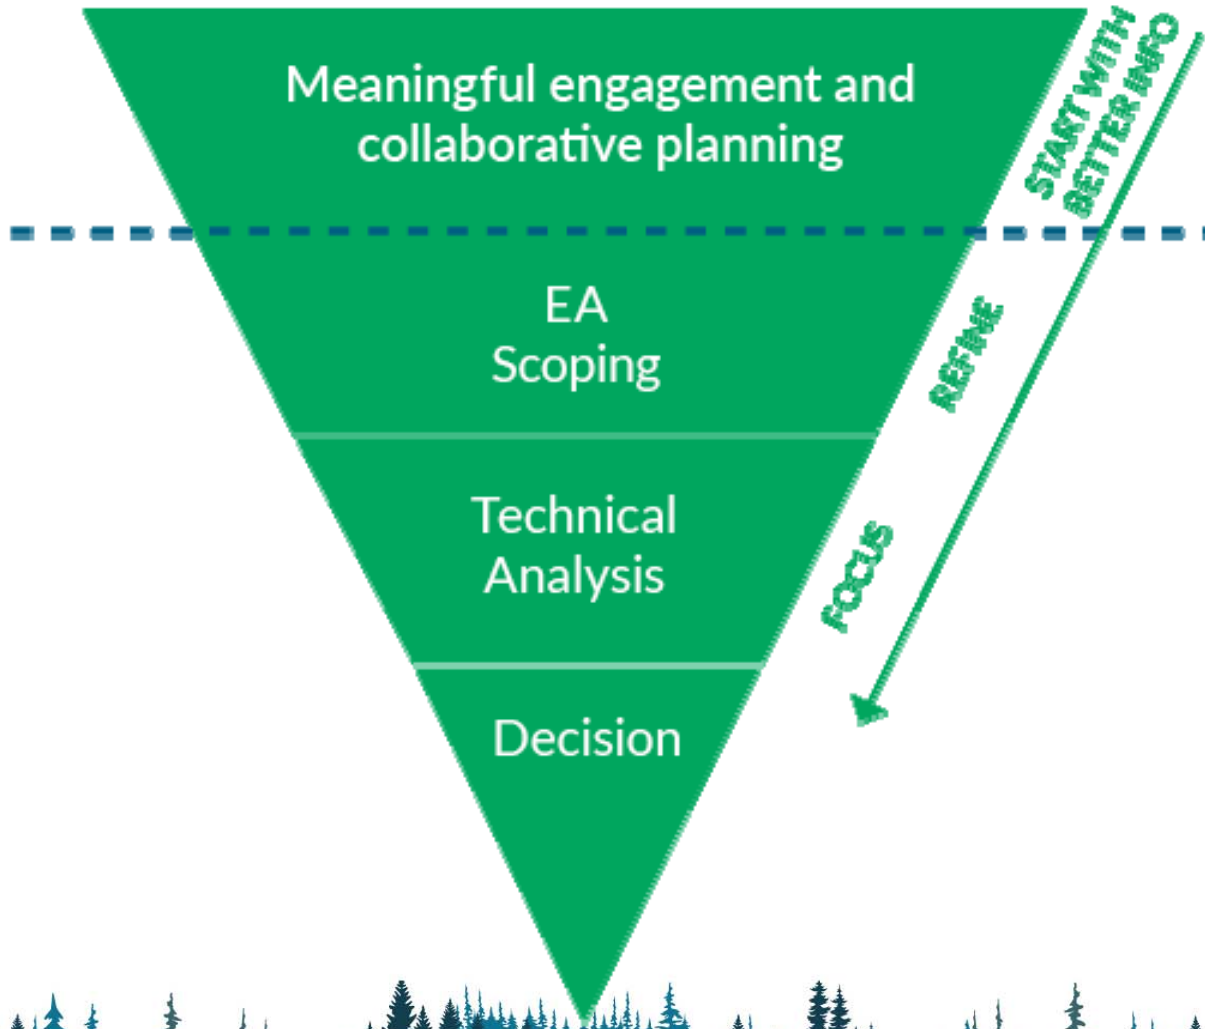 Meaningful engagement and
collaborative planning
START WITH
BETTER INFO
EA
Scoping
REFINE
Technical
Analysis
FOCUS
Decision